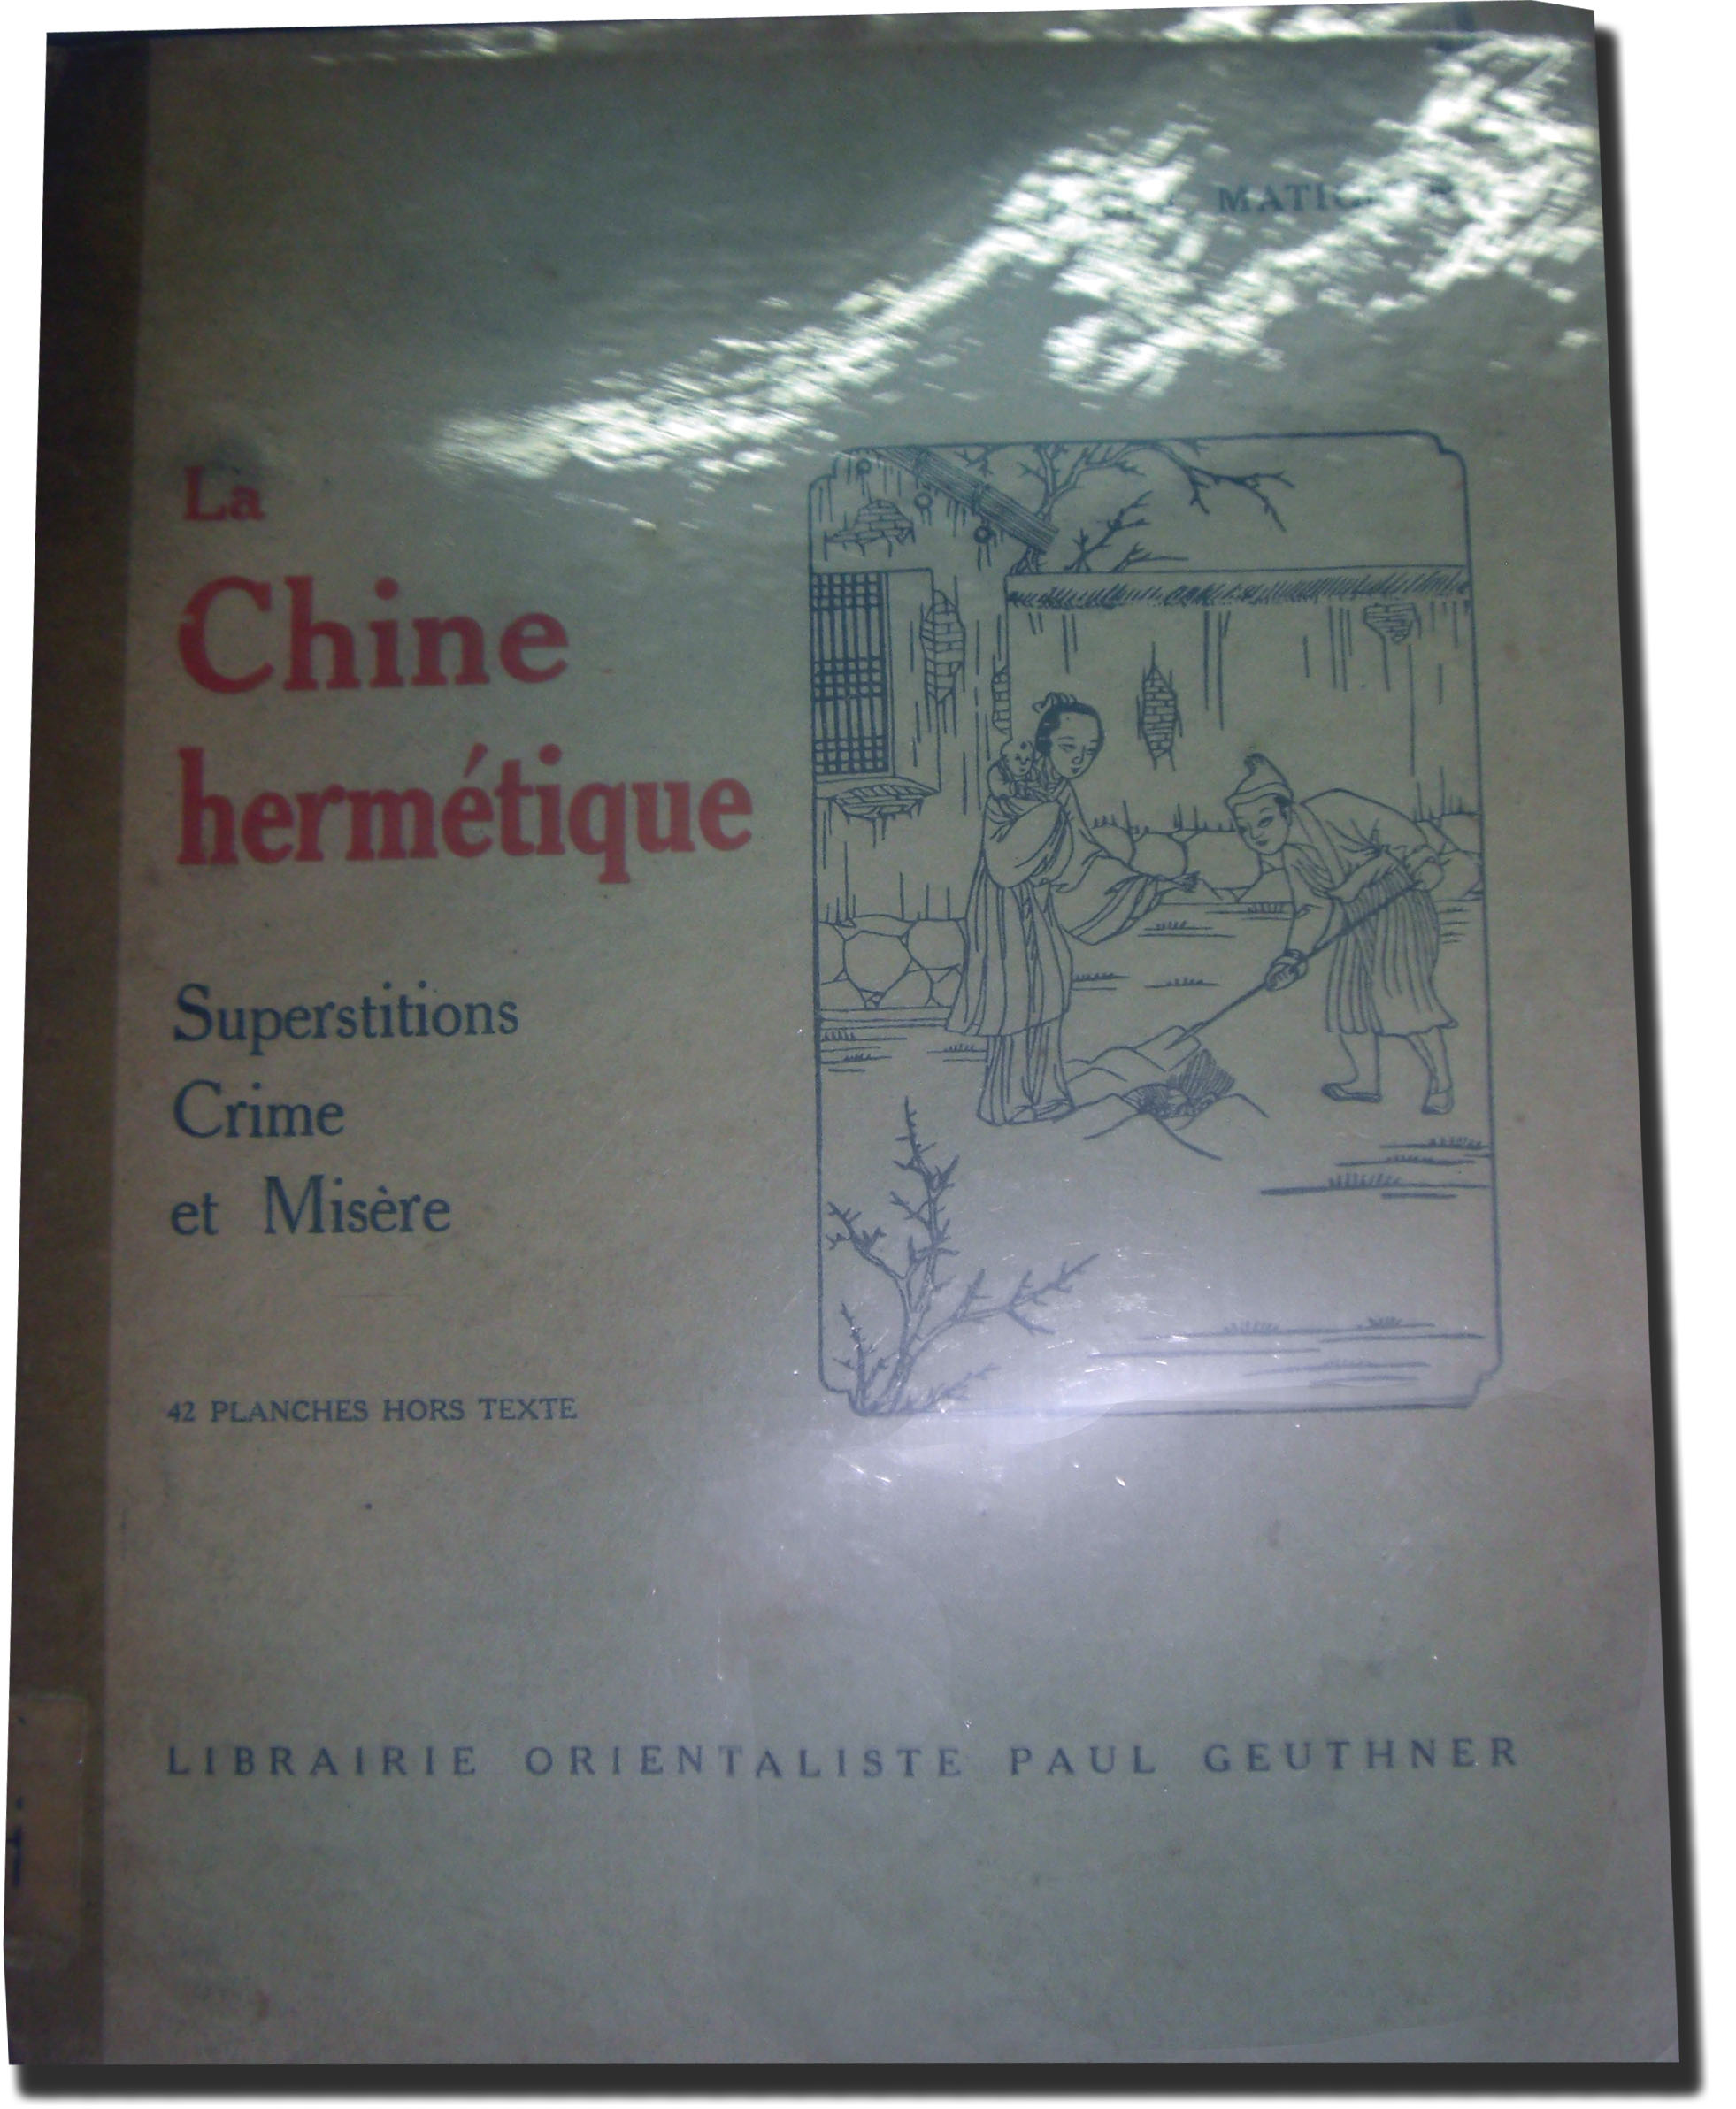 La
Chine
hermétique
Superstitions
Crime
et Misère
42 PLANCHES HORS TEXTE
LIBRAIRIE ORIENTALISTE PAUL GEUTHNER